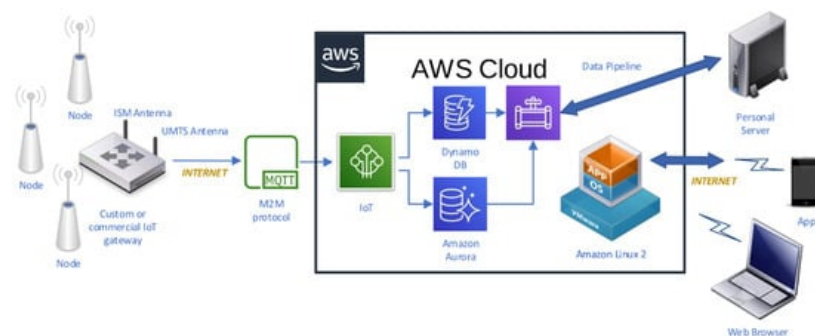 Node
ISM Antenna
UMTS Antenna
Node
INTERNET
Custom or
commercial IoT
gateway
Node
MQTT
M2M
protocol
aws
AWS Cloud
IoT
Dynamo
DB
Amazon
Aurora
Data Pipeline
APP
OS
VMware
Amazon Linux 2
Personal
Server
INTERNET
App
Web Browser